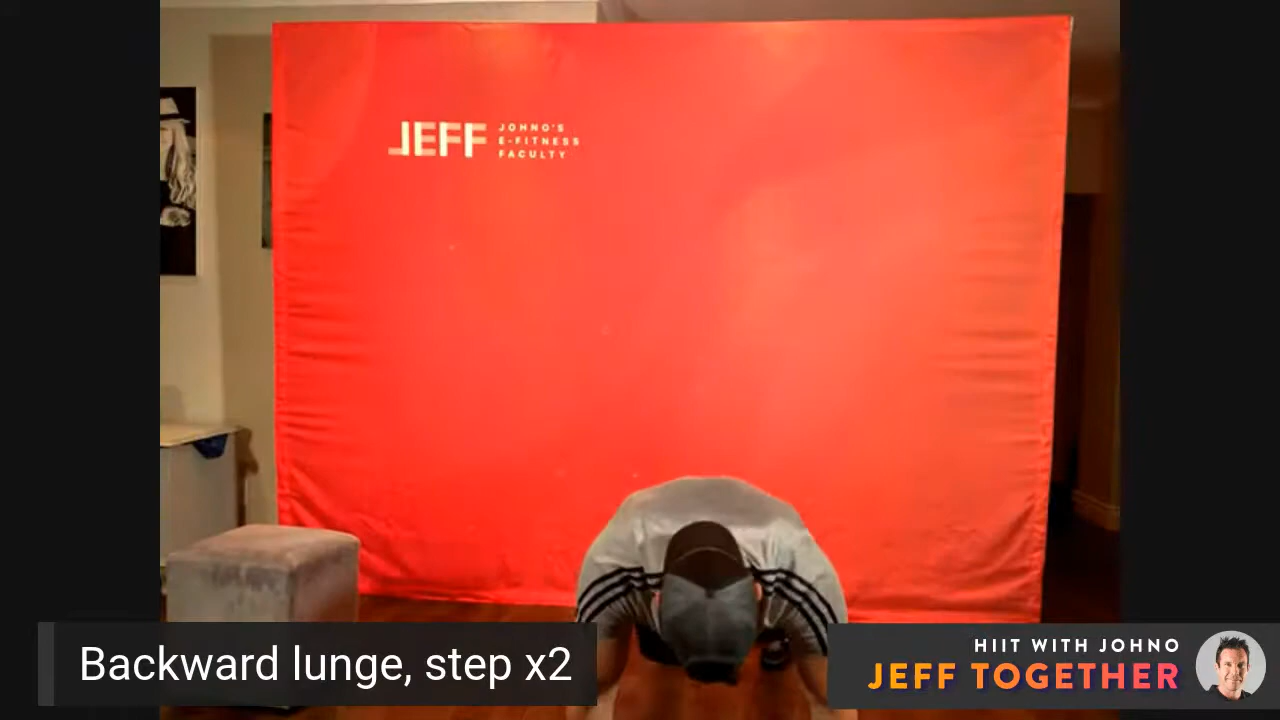 JEFF
JOHNO'S
E-FITNESS
FACULTY
Backward lunge, step x2
HIIT WITH JOHNO
JEFF TOGETHER